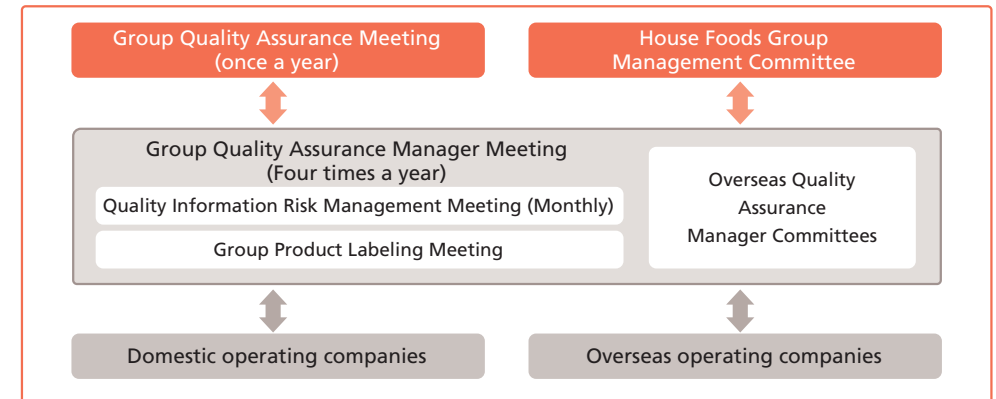 Group Quality Assurance Meeting
(once a year)
House Foods Group
Management Committee
Group Quality Assurance Manager Meeting
(Four times a year)
Quality Information Risk Management Meeting (Monthly)
Group Product Labeling Meeting
Overseas Quality
Assurance
Manager Committees
Domestic operating companies
Overseas operating companies